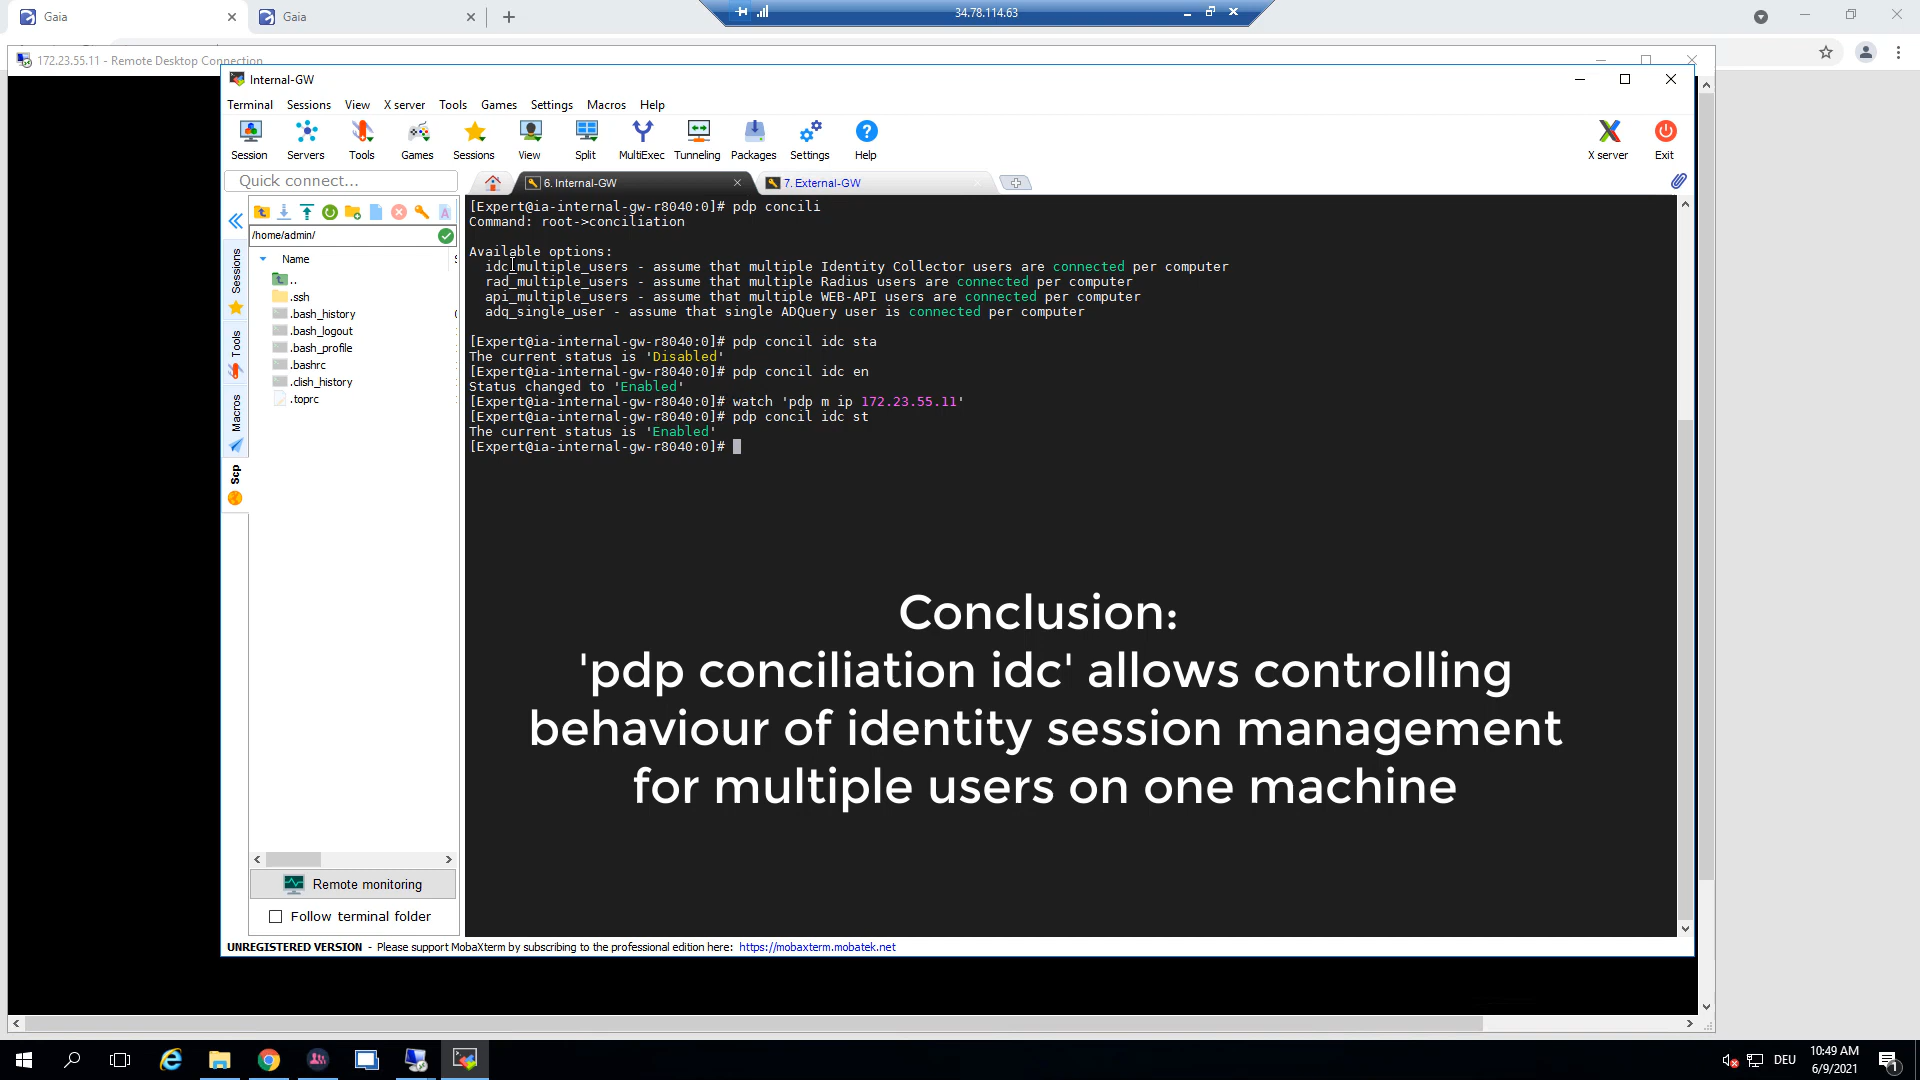 Gaia
Gaia
34.78.114.63
172.23.55.11 - Remote Desktop Connection
Internal-GW
Terminal Sessions View X server Tools Games Settings Macros Help
Session Servers Tools Games Sessions View Split MultiExec Tunneling Packages Settings Help X server Exit
Quick connect...
6. Internal-GW
7. External-GW
/home/admin/
Name
..
.ssh
.bash_history
.bash_logout
.bash_profile
.bashrc
.clish_history
.toprc
Sessions
Tools
Macros
Scp
[Expert@ia-internal-gw-r8040:0]# pdp concili
Command: root->conciliation
Available options:
idc_multiple_users - assume that multiple Identity Collector users are connected per computer
rad_multiple_users - assume that multiple Radius users are connected per computer
api_multiple_users - assume that multiple WEB-API users are connected per computer
adq_single_user - assume that single ADQuery user is connected per computer
[Expert@ia-internal-gw-r8040:0]# pdp concil idc sta
The current status is 'Disabled'
[Expert@ia-internal-gw-r8040:0]# pdp concil idc en
Status changed to 'Enabled'
[Expert@ia-internal-gw-r8040:0]# watch 'pdp m ip 172.23.55.11'
[Expert@ia-internal-gw-r8040:0]# pdp concil idc st
The current status is 'Enabled'
[Expert@ia-internal-gw-r8040:0]#
Conclusion:
'pdp conciliation idc' allows controlling
behaviour of identity session management
for multiple users on one machine
Remote monitoring
Follow terminal folder
UNREGISTERED VERSION - Please support MobaXterm by subscribing to the professional edition here: https://mobaxterm.mobatek.net
DEU
10:49 AM
6/9/2021
1